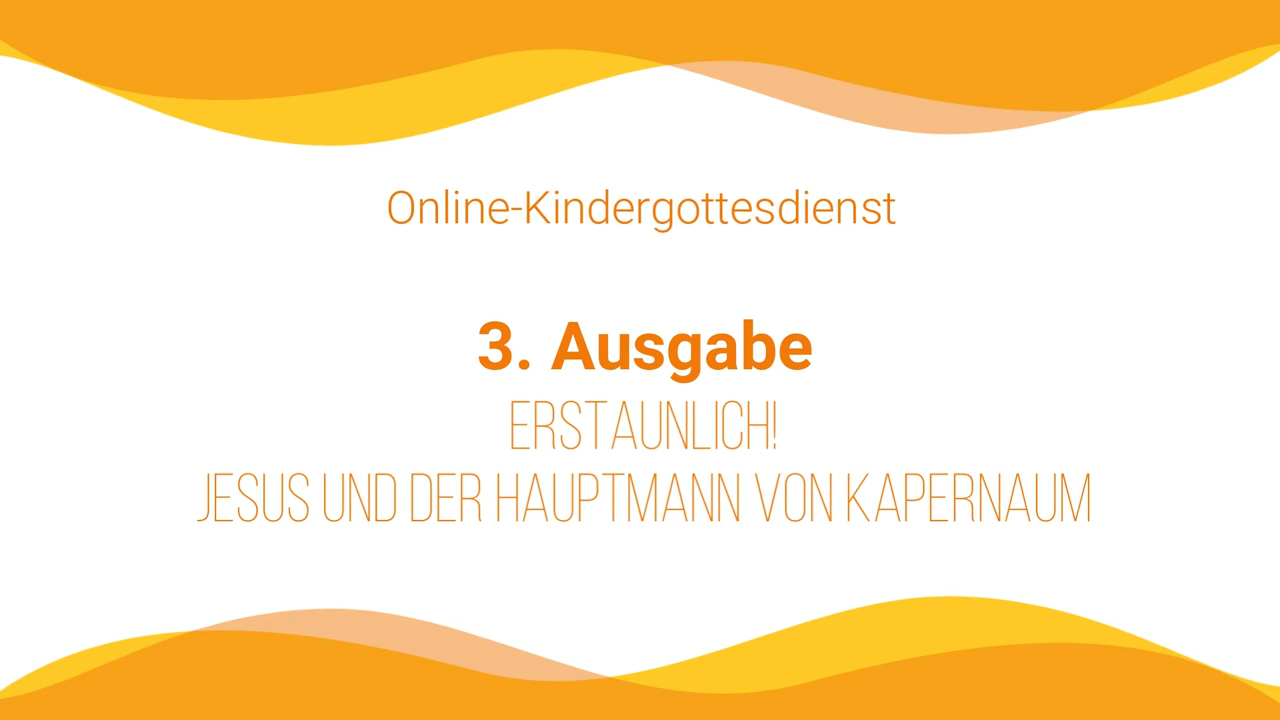 Online-Kindergottesdienst
3. Ausgabe
ERSTAUNLICH!
JESUS UND DER HAUPTMANN VON KAPERNAUM